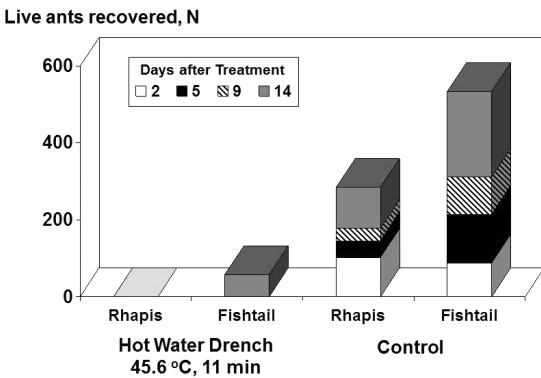 Live ants recovered, N
600
400
200
0
Days after Treatment
2 5 9 14
Rhapis Fishtail Rhapis Fishtail
Hot Water Drench Control
45.6 ºC, 11 min